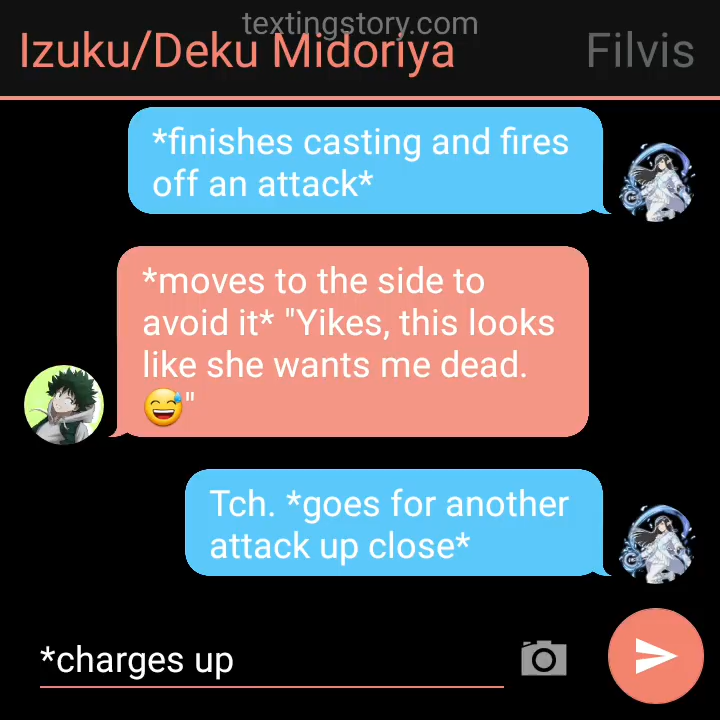 textingstory.com
Izuku/Deku Midoriya
Filvis
*finishes casting and fires
off an attack*
*moves to the side to
avoid it* "Yikes, this looks
like she wants me dead.
😅"
Tch. *goes for another
attack up close*
*charges up